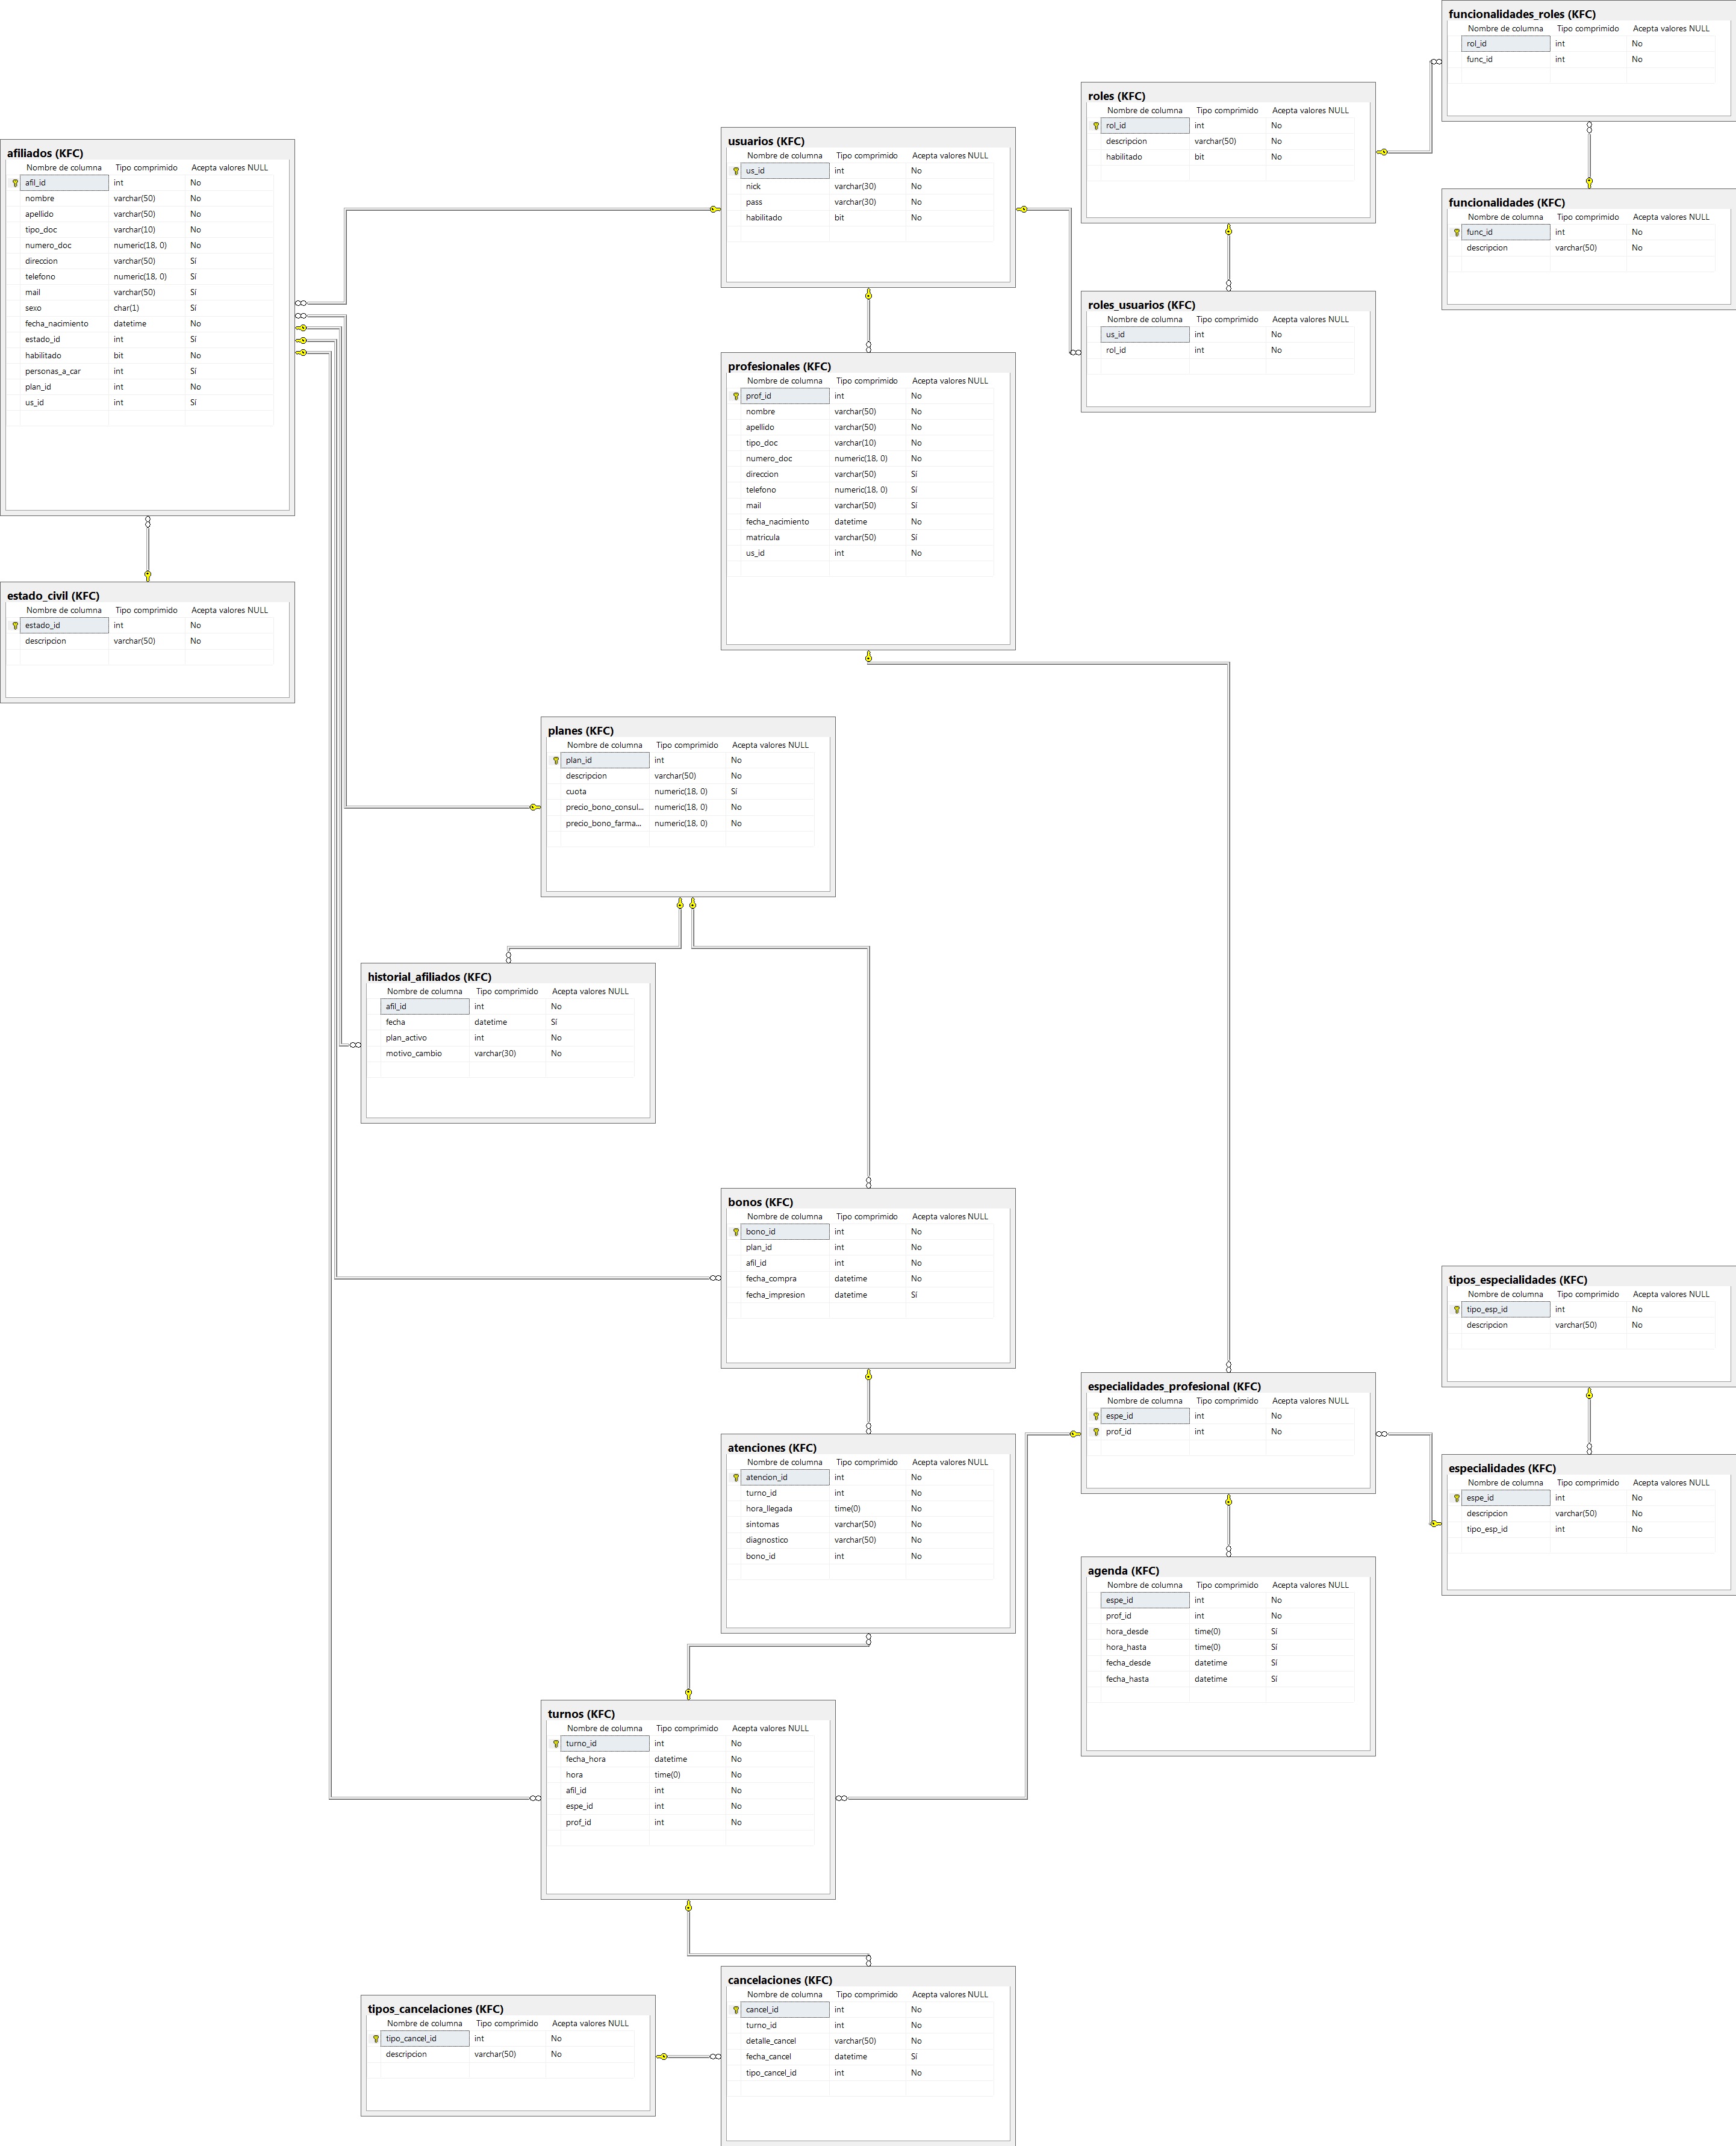 funcionalidades_roles (KFC)
Nombre de columna Tipo comprimido Acepta valores NULL
rol_id int No
func_id int No
roles (KFC)
Nombre de columna Tipo comprimido Acepta valores NULL
rol_id int No
descripcion varchar(50) No
habilitado bit No
usuarios (KFC)
Nombre de columna Tipo comprimido Acepta valores NULL
us_id int No
nick varchar(30) No
pass varchar(30) No
habilitado bit No
afiliados (KFC)
Nombre de columna Tipo comprimido Acepta valores NULL
afil_id int No
nombre varchar(50) No
apellido varchar(50) No
tipo_doc varchar(10) No
numero_doc numeric(18, 0) No
direccion varchar(50) Sí
telefono numeric(18, 0) Sí
mail varchar(50) Sí
sexo char(1) Sí
fecha_nacimiento datetime No
estado_id int Sí
habilitado bit No
personas_a_car int Sí
plan_id int No
us_id int Sí
funcionalidades (KFC)
Nombre de columna Tipo comprimido Acepta valores NULL
func_id int No
descripcion varchar(50) No
roles_usuarios (KFC)
Nombre de columna Tipo comprimido Acepta valores NULL
us_id int No
rol_id int No
profesionales (KFC)
Nombre de columna Tipo comprimido Acepta valores NULL
prof_id int No
nombre varchar(50) No
apellido varchar(50) No
tipo_doc varchar(10) No
numero_doc numeric(18, 0) No
direccion varchar(50) Sí
telefono numeric(18, 0) Sí
mail varchar(50) Sí
fecha_nacimiento datetime No
matricula varchar(50) Sí
us_id int No
estado_civil (KFC)
Nombre de columna Tipo comprimido Acepta valores NULL
estado_id int No
descripcion varchar(50) No
planes (KFC)
Nombre de columna Tipo comprimido Acepta valores NULL
plan_id int No
descripcion varchar(50) No
cuota numeric(18, 0) Sí
precio_bono_consul... numeric(18, 0) No
precio_bono_farma... numeric(18, 0) No
historial_afiliados (KFC)
Nombre de columna Tipo comprimido Acepta valores NULL
afil_id int No
fecha datetime Sí
plan_activo int No
motivo_cambio varchar(30) No
bonos (KFC)
Nombre de columna Tipo comprimido Acepta valores NULL
bono_id int No
plan_id int No
afil_id int No
fecha_compra datetime No
fecha_impresion datetime Sí
tipos_especialidades (KFC)
Nombre de columna Tipo comprimido Acepta valores NULL
tipo_esp_id int No
descripcion varchar(50) No
especialidades_profesional (KFC)
Nombre de columna Tipo comprimido Acepta valores NULL
espe_id int No
prof_id int No
atenciones (KFC)
Nombre de columna Tipo comprimido Acepta valores NULL
atencion_id int No
turno_id int No
hora_llegada time(0) No
sintomas varchar(50) No
diagnostico varchar(50) No
bono_id int No
especialidades (KFC)
Nombre de columna Tipo comprimido Acepta valores NULL
espe_id int No
descripcion varchar(50) No
tipo_esp_id int No
agenda (KFC)
Nombre de columna Tipo comprimido Acepta valores NULL
espe_id int No
prof_id int No
hora_desde time(0) Sí
hora_hasta time(0) Sí
fecha_desde datetime Sí
fecha_hasta datetime Sí
turnos (KFC)
Nombre de columna Tipo comprimido Acepta valores NULL
turno_id int No
fecha_hora datetime No
hora time(0) No
afil_id int No
espe_id int No
prof_id int No
cancelaciones (KFC)
Nombre de columna Tipo comprimido Acepta valores NULL
cancel_id int No
turno_id int No
detalle_cancel varchar(50) No
fecha_cancel datetime Sí
tipo_cancel_id int No
tipos_cancelaciones (KFC)
Nombre de columna Tipo comprimido Acepta valores NULL
tipo_cancel_id int No
descripcion varchar(50) No